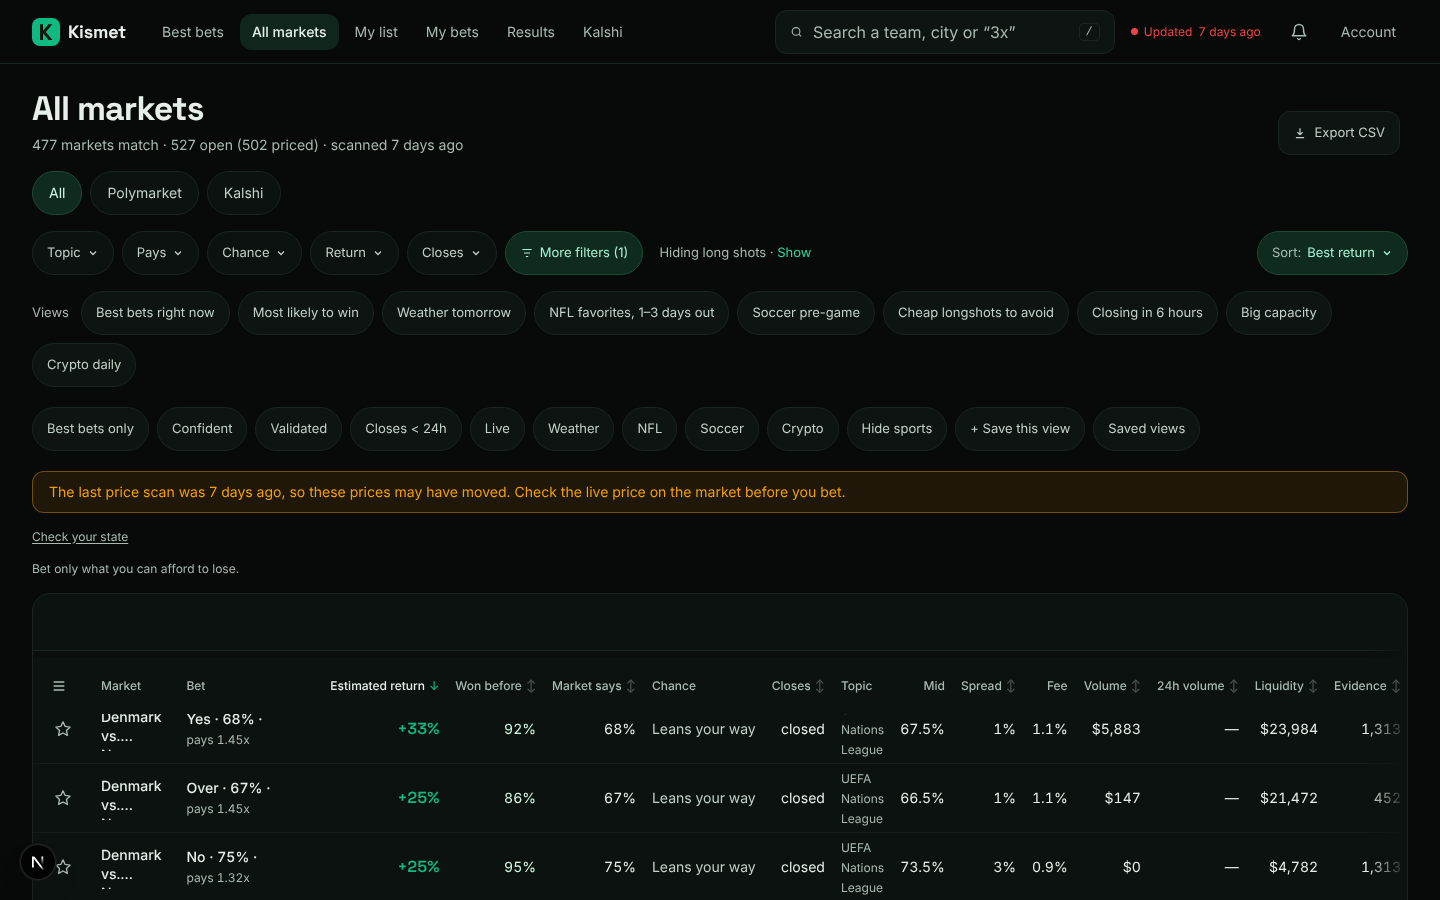 Kismet
Best bets
All markets
My list
My bets
Results
Kalshi
Search a team, city or “3x”
/
Updated 7 days ago
Account
All markets
477 markets match · 527 open (502 priced) · scanned 7 days ago
Export CSV
All
Polymarket
Kalshi
Topic
Pays
Chance
Return
Closes
More filters (1)
Hiding long shots · Show
Sort: Best return
Views
Best bets right now
Most likely to win
Weather tomorrow
NFL favorites, 1–3 days out
Soccer pre-game
Cheap longshots to avoid
Closing in 6 hours
Big capacity
Crypto daily
Best bets only
Confident
Validated
Closes < 24h
Live
Weather
NFL
Soccer
Crypto
Hide sports
+ Save this view
Saved views
The last price scan was 7 days ago, so these prices may have moved. Check the live price on the market before you bet.
Check your state
Bet only what you can afford to lose.
Market
Bet
Estimated return
Won before
Market says
Chance
Closes
Topic
Mid
Spread
Fee
Volume
24h volume
Liquidity
Evidence
Denmark
vs....
Yes · 68% ·
pays 1.45x
+33%
92%
68%
Leans your way
closed
Nations
League
67.5%
1%
1.1%
$5,883
—
$23,984
1,313
Denmark
vs....
Over · 67% ·
pays 1.45x
+25%
86%
67%
Leans your way
closed
UEFA
Nations
League
66.5%
1%
1.1%
$147
—
$21,472
452
Denmark
vs....
No · 75% ·
pays 1.32x
+25%
95%
75%
Leans your way
closed
UEFA
Nations
League
73.5%
3%
0.9%
$0
—
$4,782
1,313